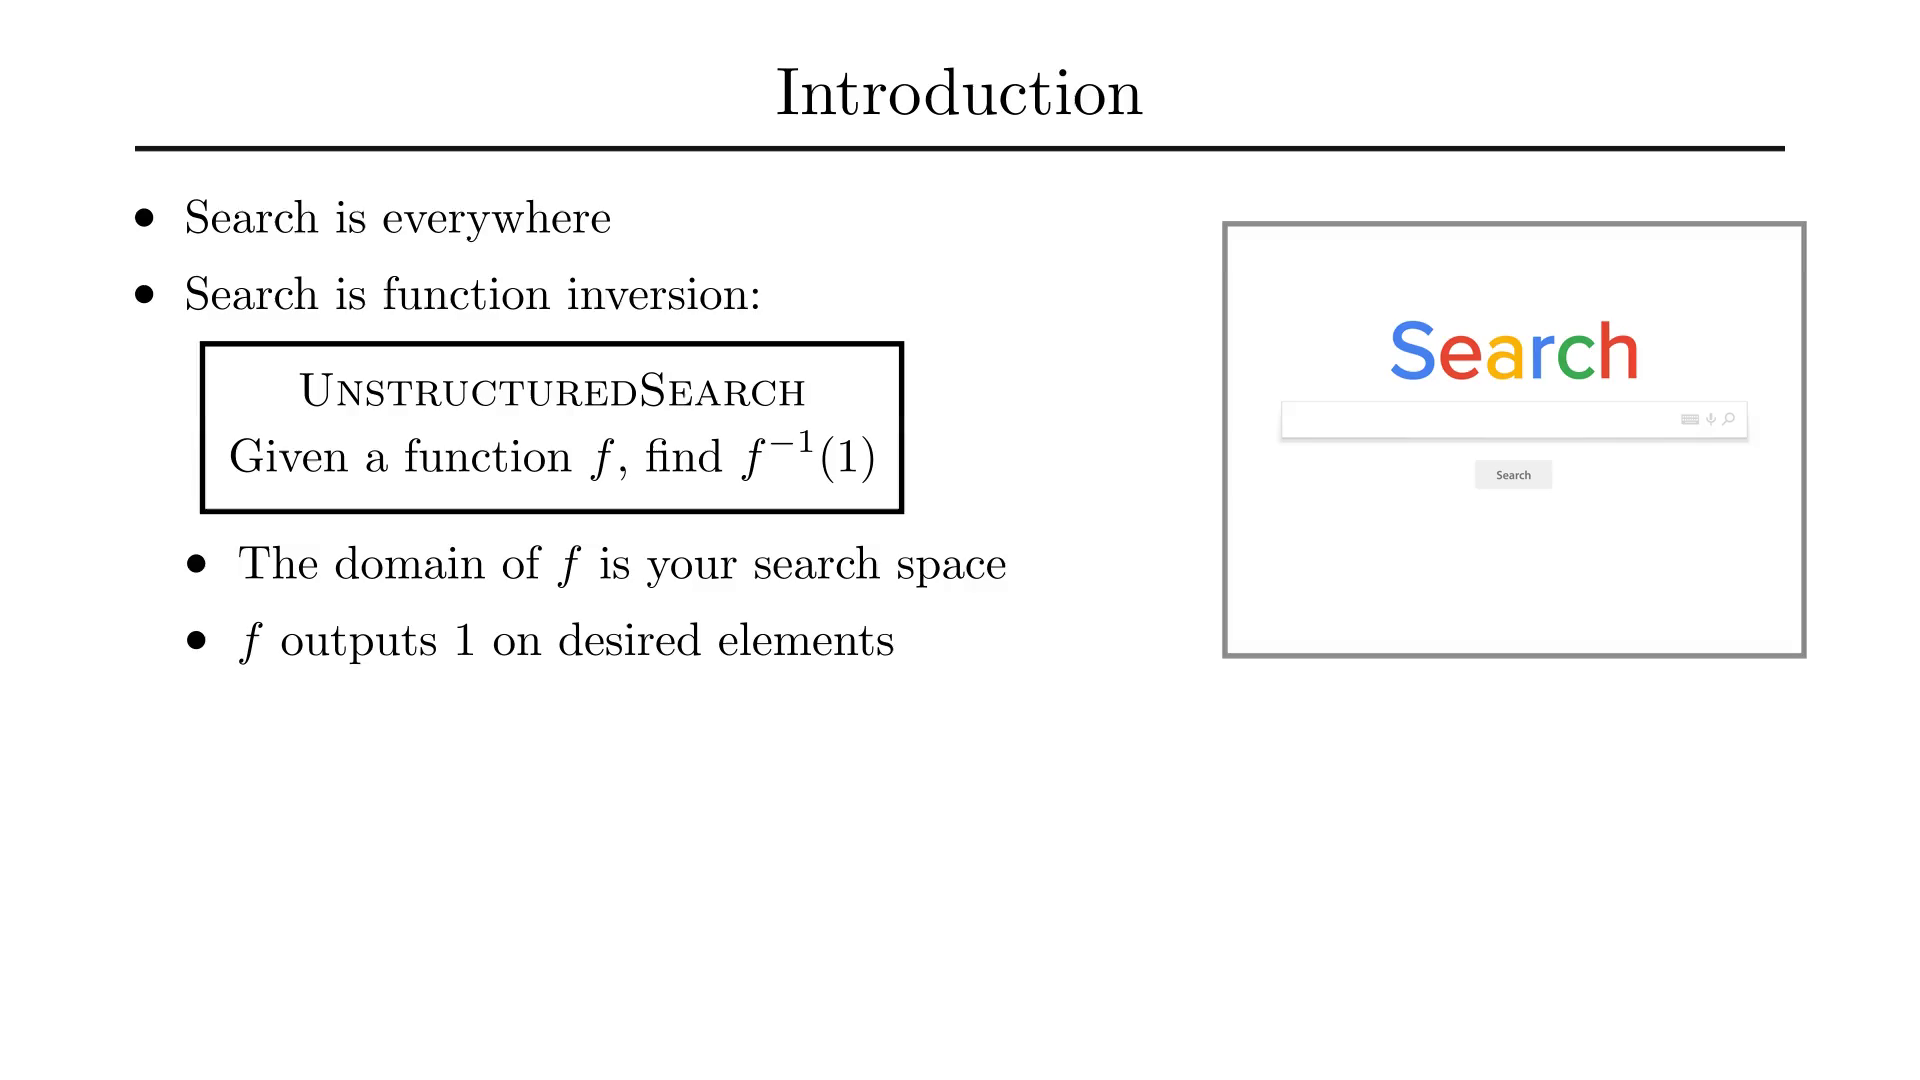 Introduction
• Search is everywhere
• Search is function inversion:
UNSTRUCTUREDSEARCH
Given a function f, find f⁻¹(1)
• The domain of f is your search space
• f outputs 1 on desired elements
Search
Search